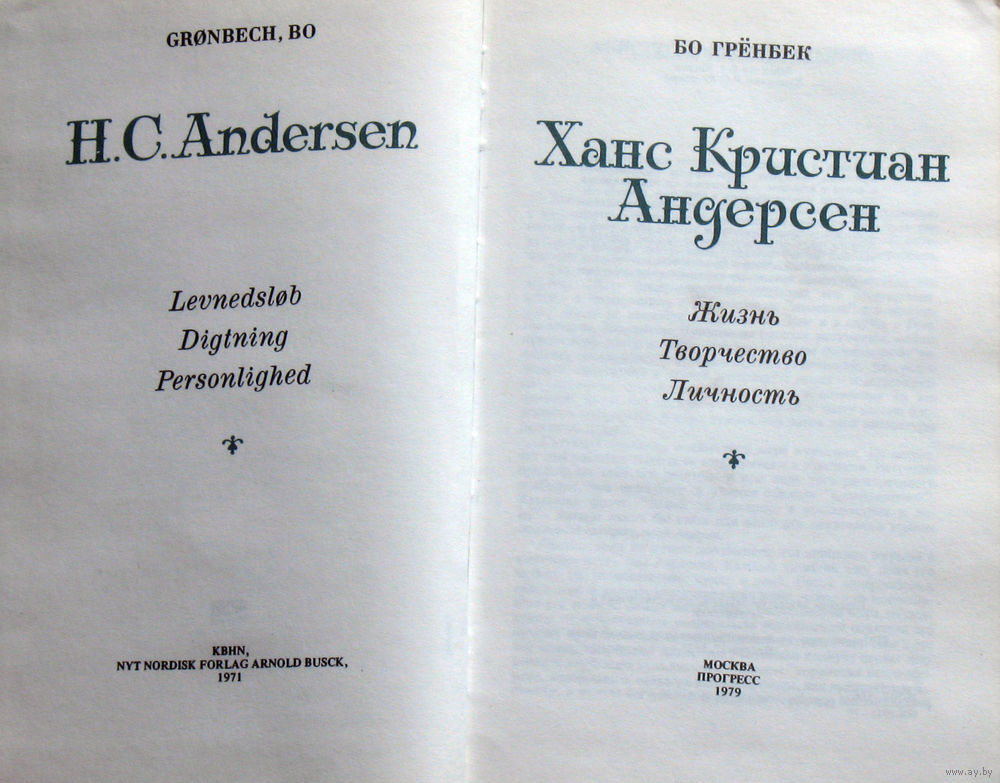 GRØNBECH, BO
H.C. Andersen
Levnedsløb
Digtning
Personlighed
KBHN,
NYT NORDISK FORLAG ARNOLD BUSCK,
1971
БО ГРЁНБЕК
Ханс Кристиан
Андерсен
Жизнь
Творчество
Личность
МОСКВА
ПРОГРЕСС
1979
www.ay.by